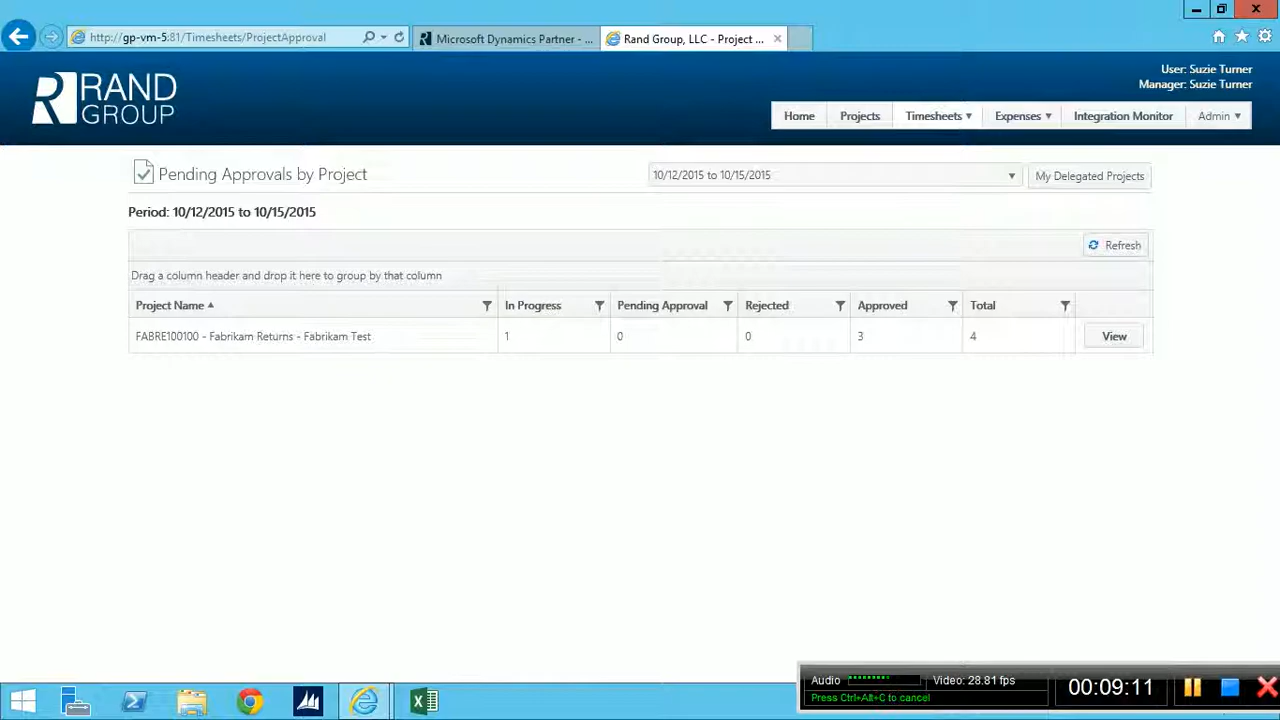 http://gp-vm-5:81/Timesheets/ProjectApproval
Microsoft Dynamics Partner - ...
Rand Group, LLC - Project ...
RAND
GROUP
User: Suzie Turner
Manager: Suzie Turner
Home Projects Timesheets Expenses Integration Monitor Admin
Pending Approvals by Project
10/12/2015 to 10/15/2015
My Delegated Projects
Period: 10/12/2015 to 10/15/2015
Refresh
Drag a column header and drop it here to group by that column
Project Name In Progress Pending Approval Rejected Approved Total
FABRE100100 - Fabrikam Returns - Fabrikam Test 1 0 0 3 4 View
Audio Video: 28.81 fps
Press Ctrl+Alt+C to cancel
00:09:11